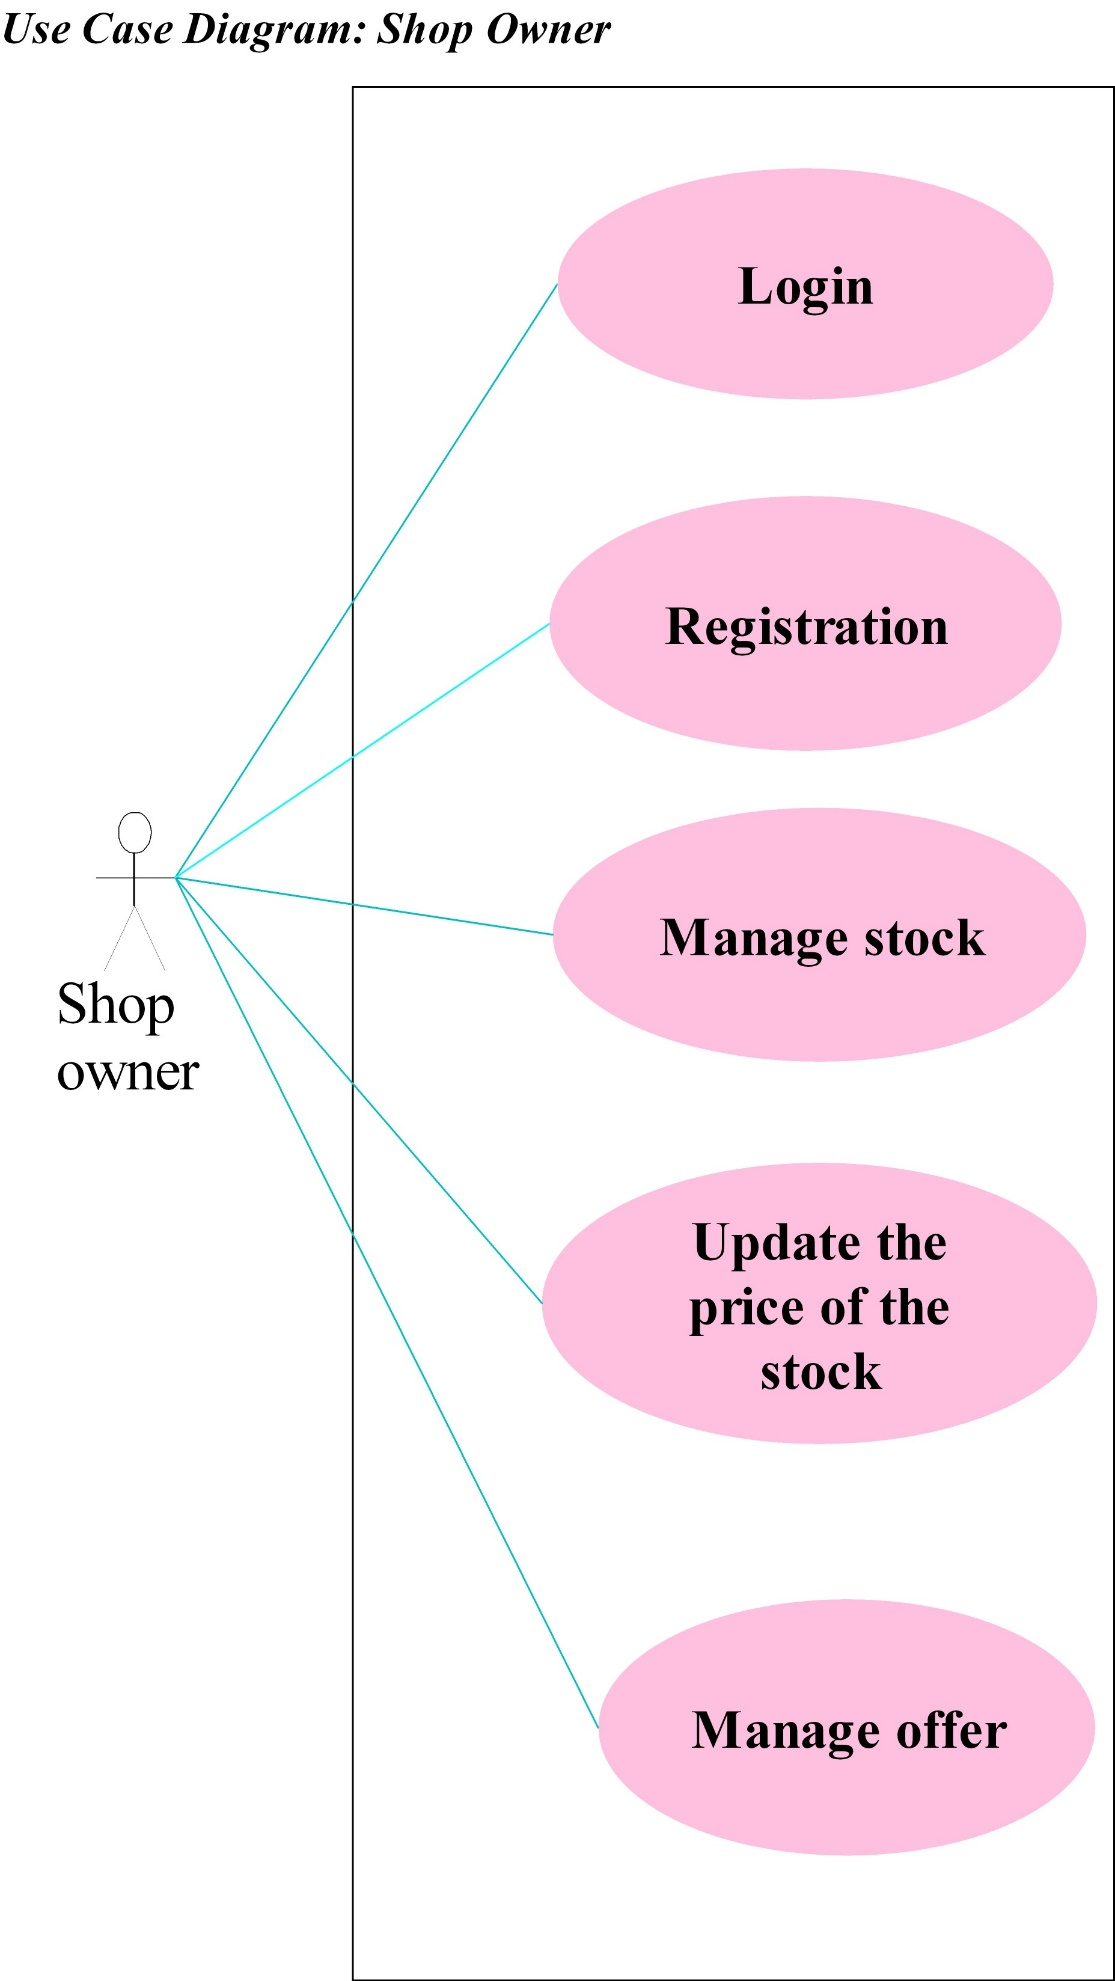 Use Case Diagram: Shop Owner
Login
Registration
Manage stock
Shop
owner
Update the
price of the
stock
Manage offer